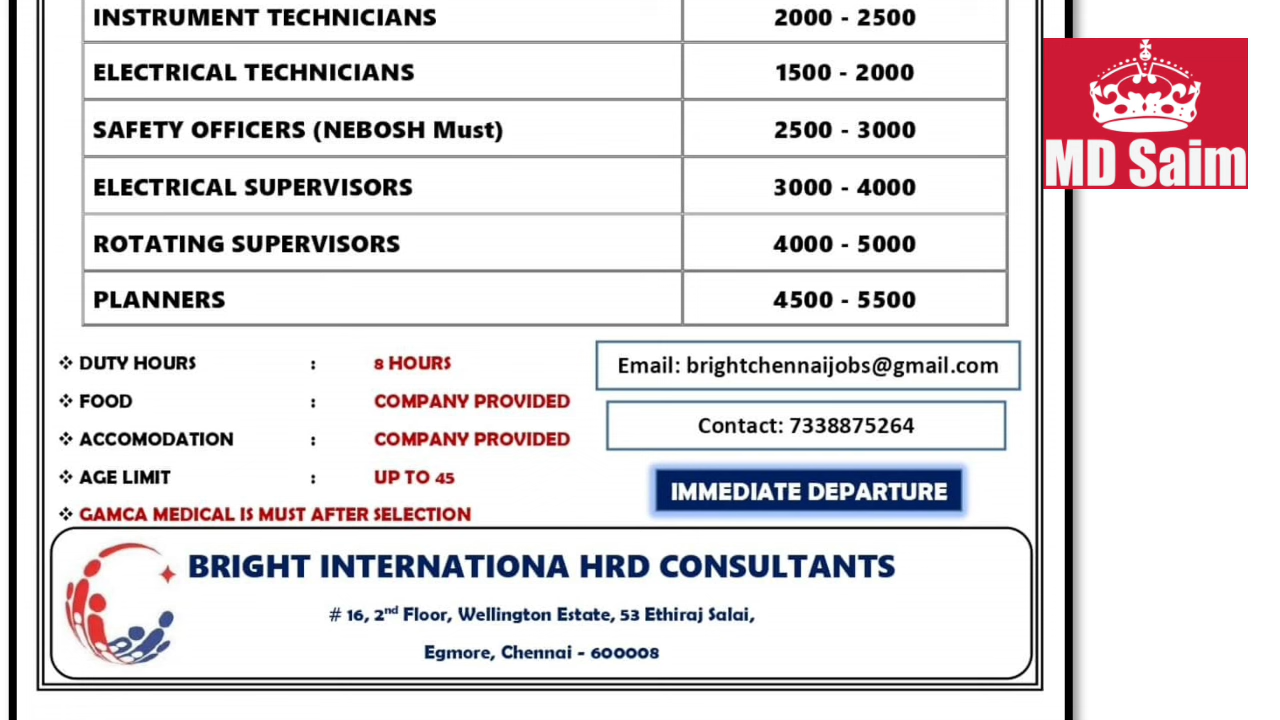 INSTRUMENT TECHNICIANS 2000 - 2500
ELECTRICAL TECHNICIANS 1500 - 2000
SAFETY OFFICERS (NEBOSH Must) 2500 - 3000
ELECTRICAL SUPERVISORS 3000 - 4000
ROTATING SUPERVISORS 4000 - 5000
PLANNERS 4500 - 5500
MD Saim
❖ DUTY HOURS : 8 HOURS
❖ FOOD : COMPANY PROVIDED
❖ ACCOMODATION : COMPANY PROVIDED
❖ AGE LIMIT : UP TO 45
❖ GAMCA MEDICAL IS MUST AFTER SELECTION
Email: brightchennaijobs@gmail.com
Contact: 7338875264
IMMEDIATE DEPARTURE
BRIGHT INTERNATIONA HRD CONSULTANTS
# 16, 2nd Floor, Wellington Estate, 53 Ethiraj Salai,
Egmore, Chennai - 600008